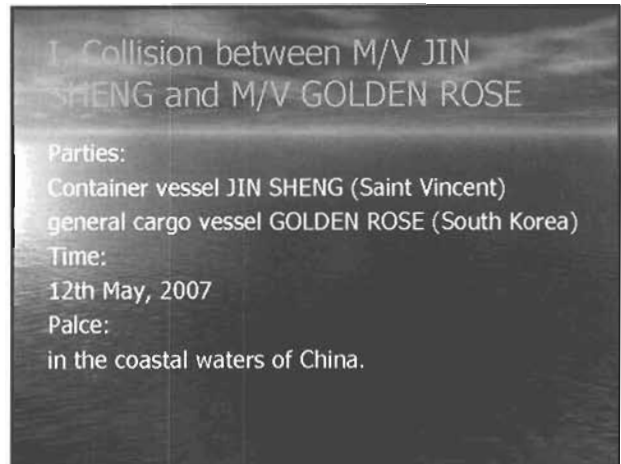 I. Collision between M/V JIN
SHENG and M/V GOLDEN ROSE
Parties:
Container vessel JIN SHENG (Saint Vincent)
general cargo vessel GOLDEN ROSE (South Korea)
Time:
12th May, 2007
Palce:
in the coastal waters of China.